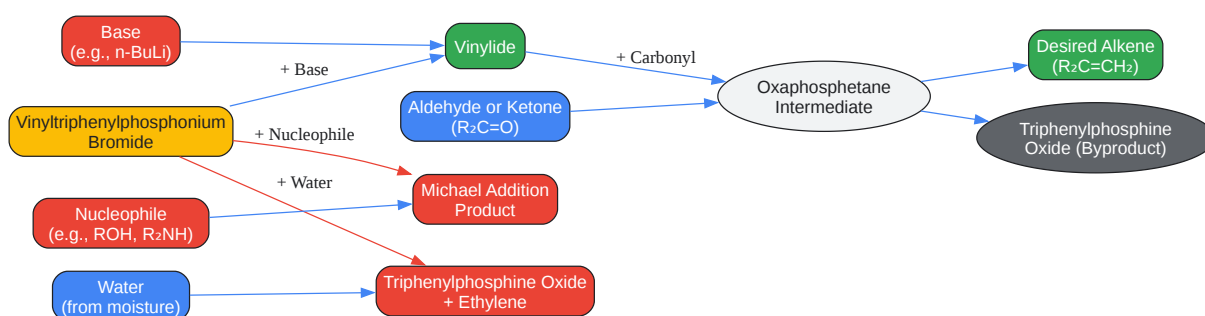 Base
(e.g., n-BuLi)
Vinylide
+ Base
+ Carbonyl
Desired Alkene
(R₂C=CH₂)
Vinyltriphenylphosphonium
Bromide
Aldehyde or Ketone
(R₂C=O)
Oxaphosphetane
Intermediate
Triphenylphosphine
Oxide (Byproduct)
+ Nucleophile
+ Water
Nucleophile
(e.g., ROH, R₂NH)
Michael Addition
Product
Water
(from moisture)
Triphenylphosphine Oxide
+ Ethylene